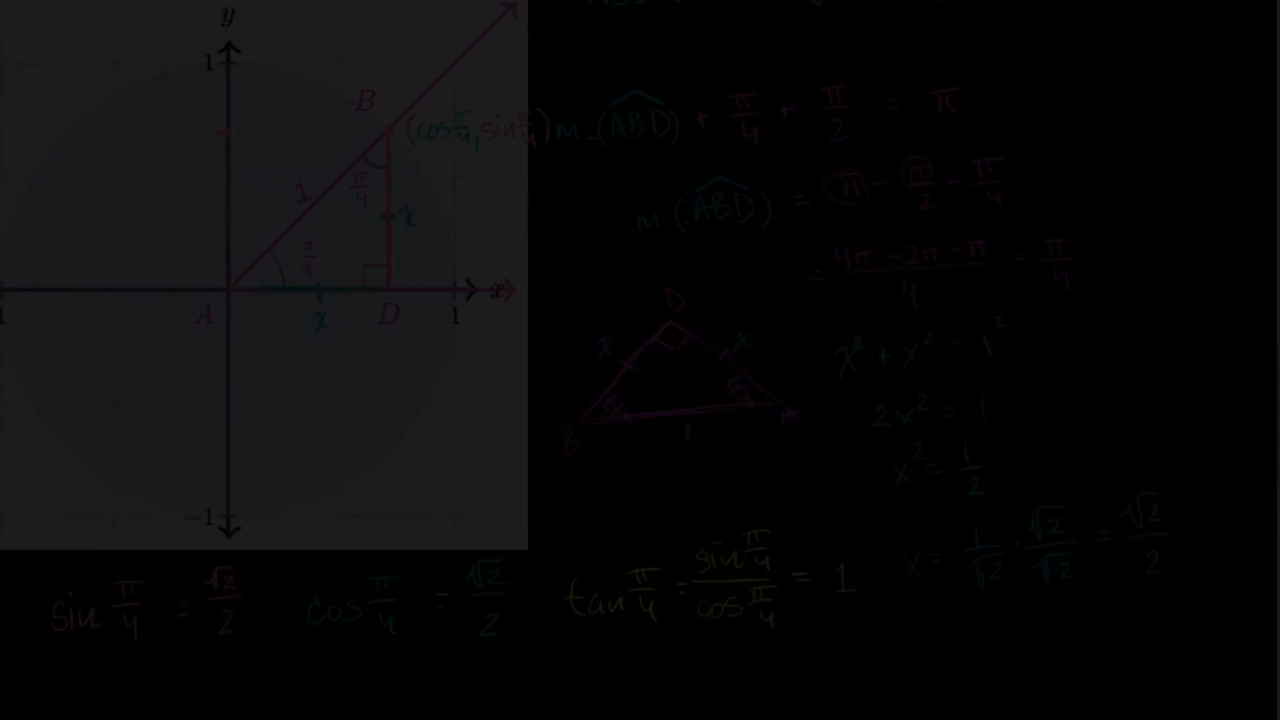 y
1
B
(cos π/4, sin π/4)
π/4
1
x
π/4
x
A
x
D
1
1
-1
m(ABD) + π/4 + π/2 = π
m(ABD) = π - π/2 - π/4
= 4π - 2π - π / 4 = π/4
D
x
x
π/4
π/4
B
1
A
x² + x² = 1²
2x² = 1
x² = 1/2
x = 1/√2 · √2/√2 = √2/2
sin π/4 = √2/2
cos π/4 = √2/2
tan π/4 = sin π/4 / cos π/4 = 1